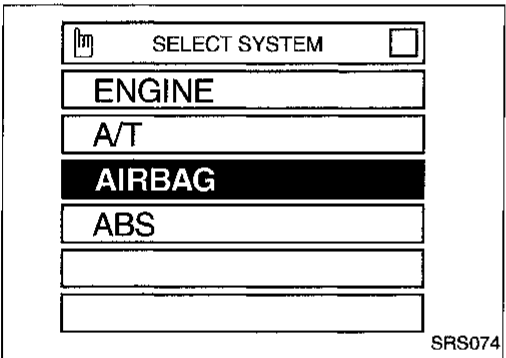 SELECT SYSTEM
ENGINE
A/T
AIRBAG
ABS
SRS074